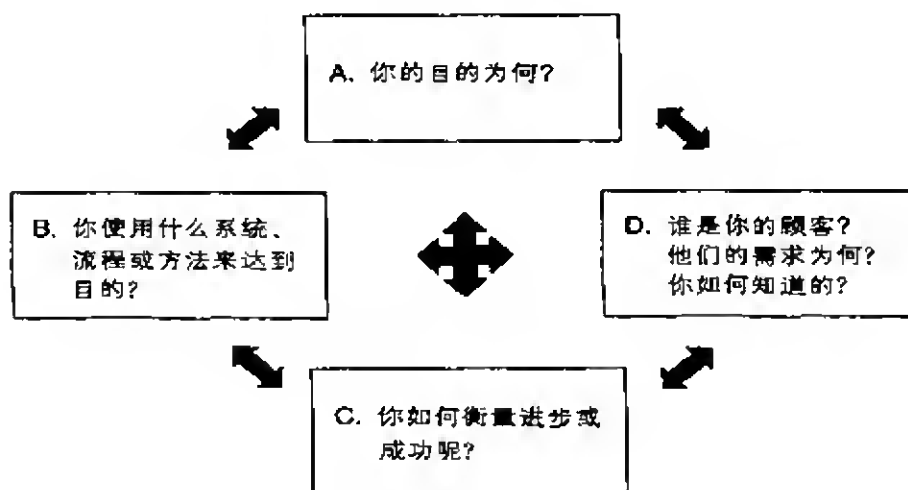 A. 你的目的为何?
B. 你使用什么系统、
流程或方法来达到
目的?
D. 谁是你的顾客?
他们的需求为何?
你如何知道的?
C. 你如何衡量进步或
成功呢?